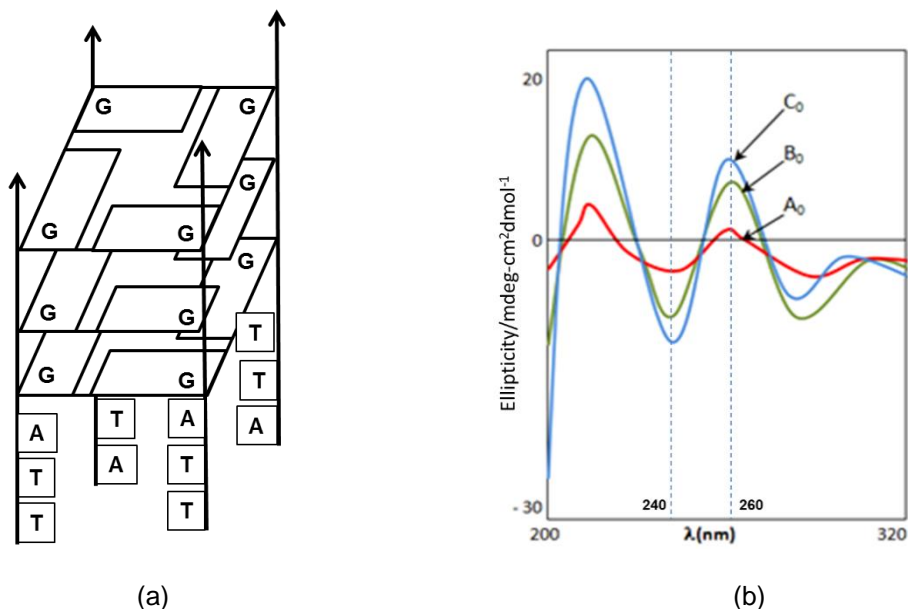 G G
G
G G
G
G G
T
G G T
A T A A
T A T
T T
(a)
20
C₀
B₀
A₀
0
Ellipticity/mdeg-cm²dmol⁻¹
240 260
- 30
200 λ(nm) 320
(b)